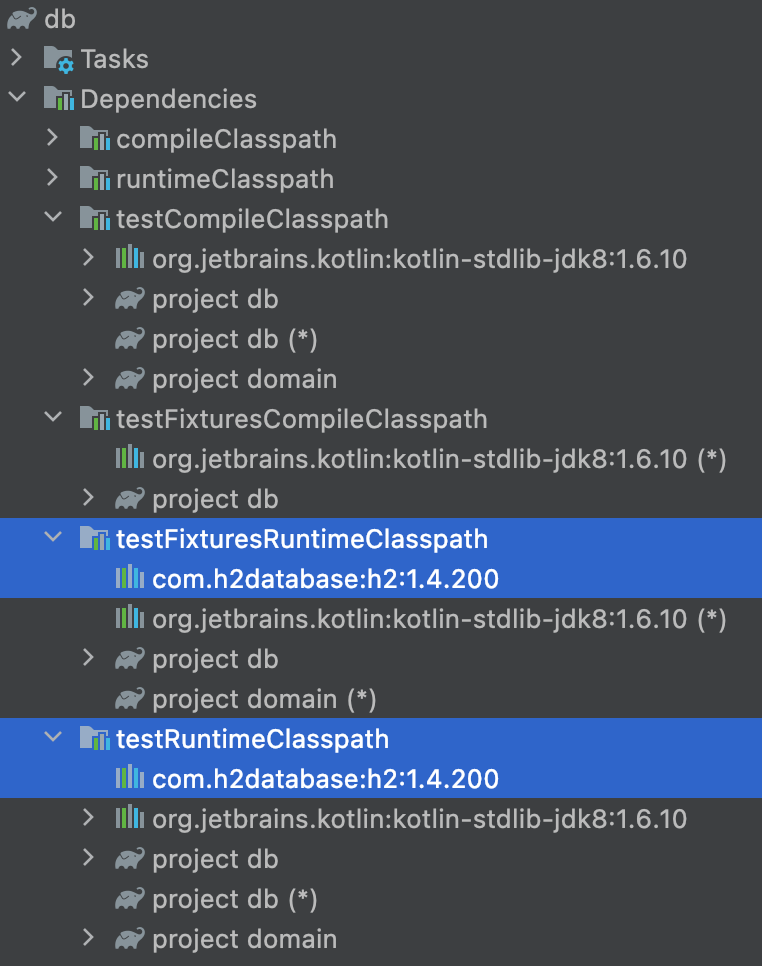 db
Tasks
Dependencies
compileClasspath
runtimeClasspath
testCompileClasspath
org.jetbrains.kotlin:kotlin-stdlib-jdk8:1.6.10
project db
project db (*)
project domain
testFixturesCompileClasspath
org.jetbrains.kotlin:kotlin-stdlib-jdk8:1.6.10 (*)
project db
testFixturesRuntimeClasspath
com.h2database:h2:1.4.200
org.jetbrains.kotlin:kotlin-stdlib-jdk8:1.6.10 (*)
project db
project domain (*)
testRuntimeClasspath
com.h2database:h2:1.4.200
org.jetbrains.kotlin:kotlin-stdlib-jdk8:1.6.10
project db
project db (*)
project domain